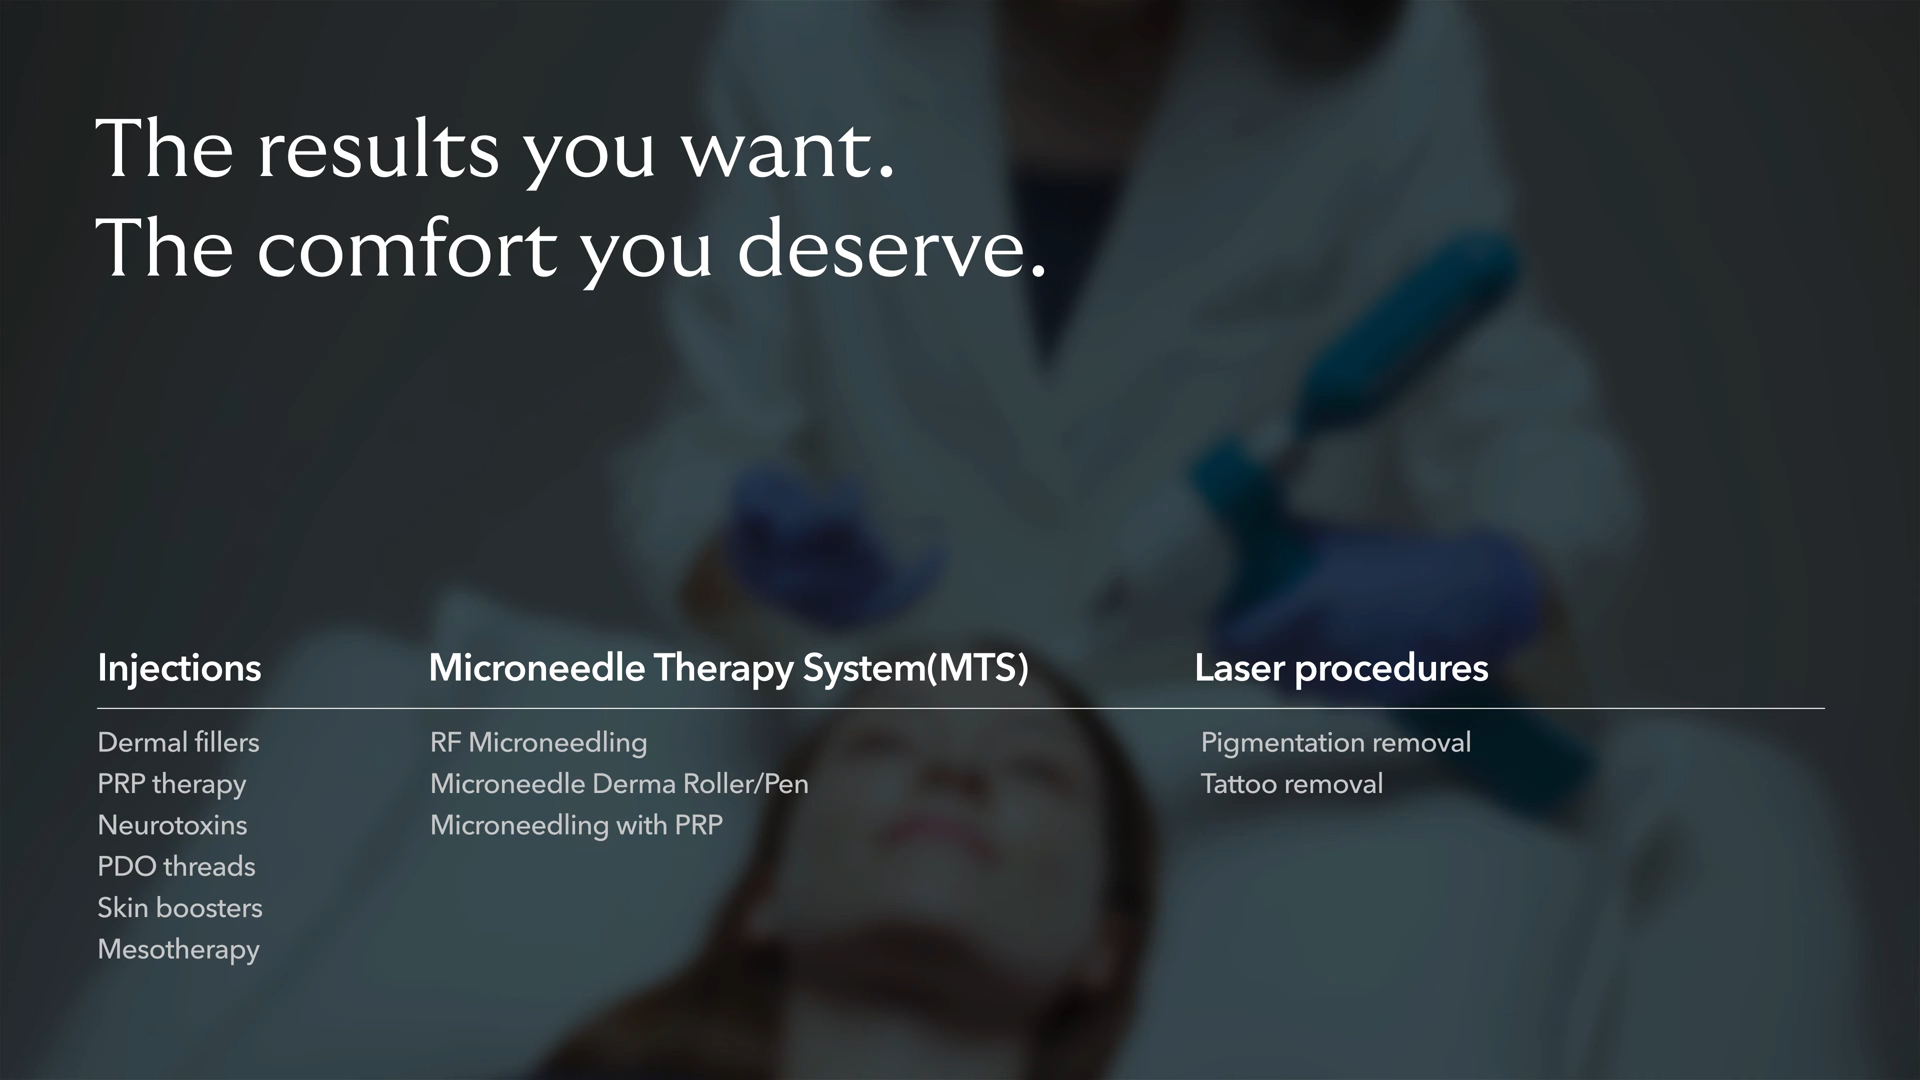 The results you want.
The comfort you deserve.
Injections
Dermal fillers
PRP therapy
Neurotoxins
PDO threads
Skin boosters
Mesotherapy
Microneedle Therapy System(MTS)
RF Microneedling
Microneedle Derma Roller/Pen
Microneedling with PRP
Laser procedures
Pigmentation removal
Tattoo removal